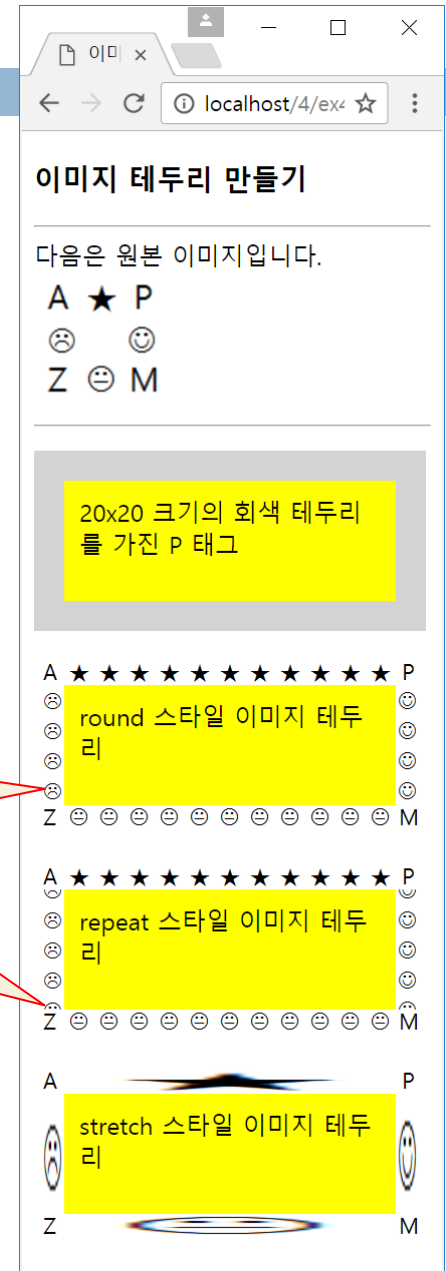 이미
localhost/4/ex4
이미지 테두리 만들기
다음은 원본 이미지입니다.
A ★ P
☹ ☺
Z 😐 M
20x20 크기의 회색 테두리
를 가진 P 태그
A ★ ★ ★ ★ ★ ★ ★ ★ ★ ★ ★ P
round 스타일 이미지 테두
리
Z 😐 😐 😐 😐 😐 😐 😐 😐 😐 😐 😐 M
A ★ ★ ★ ★ ★ ★ ★ ★ ★ ★ ★ P
repeat 스타일 이미지 테두
리
Z 😐 😐 😐 😐 😐 😐 😐 😐 😐 😐 😐 M
A P
stretch 스타일 이미지 테두
리
Z M